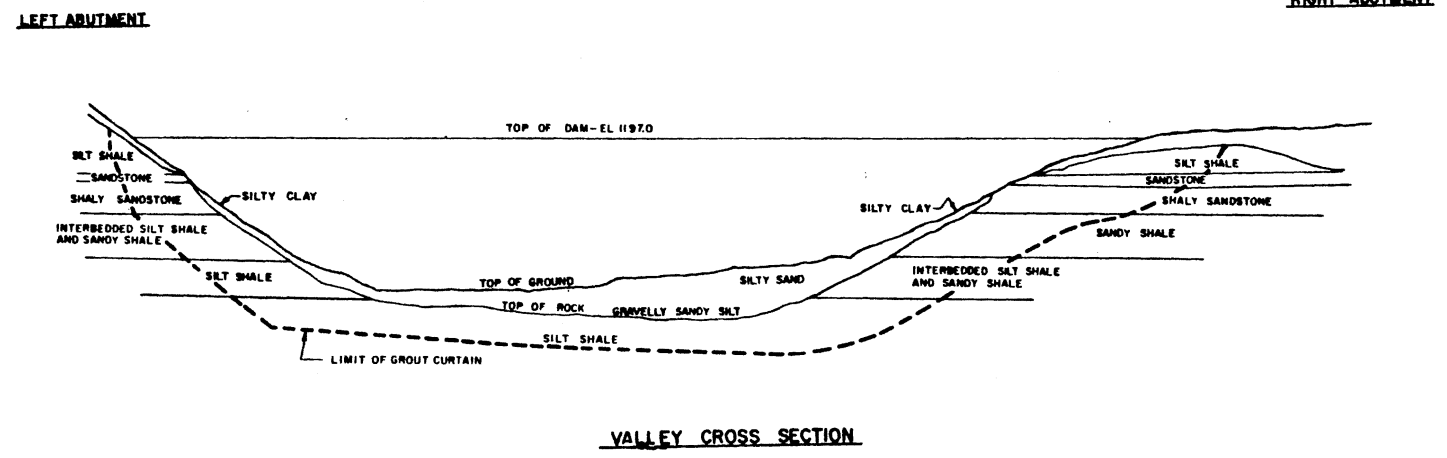 LEFT ABUTMENT
RIGHT ABUTMENT
TOP OF DAM-EL 1197.0
SILT SHALE
SANDSTONE
SHALY SANDSTONE
INTERBEDDED SILT SHALE
AND SANDY SHALE
SILT SHALE
SILTY CLAY
TOP OF GROUND
TOP OF ROCK
GRAVELLY SANDY SILT
SILTY SAND
SILT SHALE
LIMIT OF GROUT CURTAIN
SILTY CLAY
SILT SHALE
SANDSTONE
SHALY SANDSTONE
SANDY SHALE
INTERBEDDED SILT SHALE
AND SANDY SHALE
VALLEY CROSS SECTION